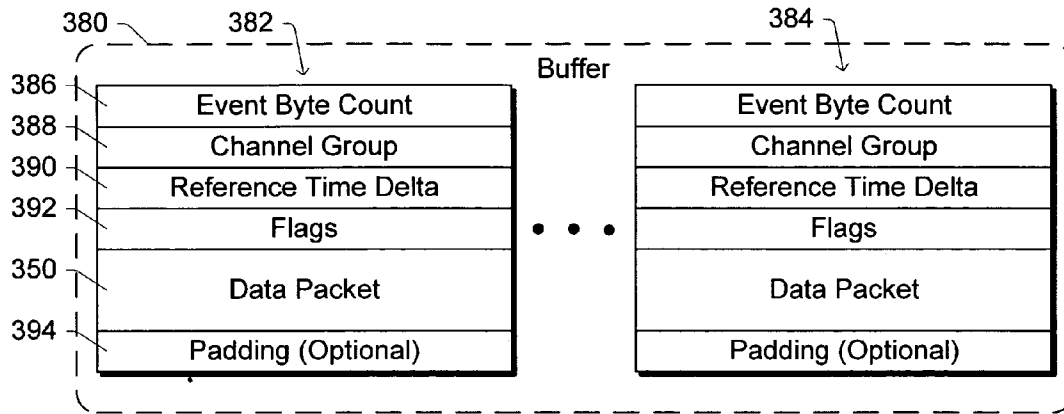 380
382
384
Buffer
386
Event Byte Count
Event Byte Count
388
Channel Group
Channel Group
390
Reference Time Delta
Reference Time Delta
392
Flags
Flags
350
Data Packet
Data Packet
394
Padding (Optional)
Padding (Optional)